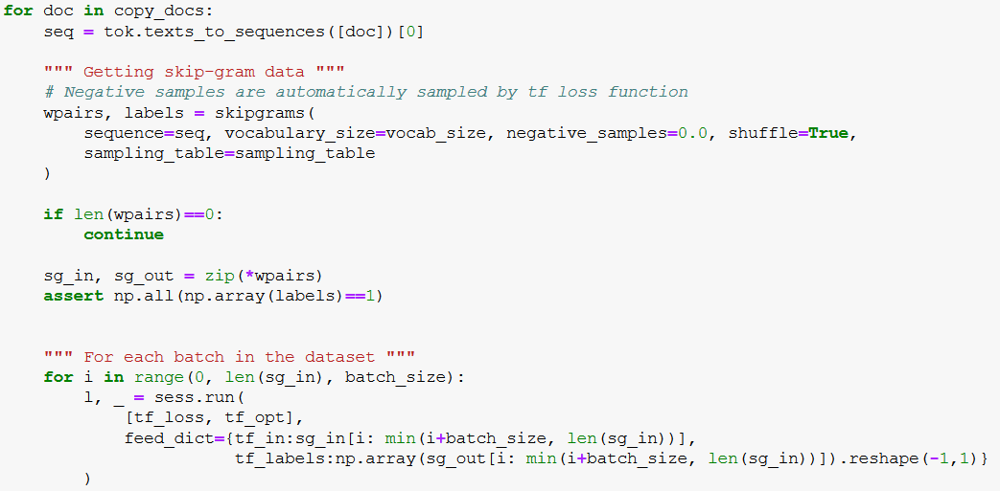 for doc in copy_docs:
    seq = tok.texts_to_sequences([doc])[0]

    """ Getting skip-gram data """
    # Negative samples are automatically sampled by tf loss function
    wpairs, labels = skipgrams(
        sequence=seq, vocabulary_size=vocab_size, negative_samples=0.0, shuffle=True,
        sampling_table=sampling_table
    )

    if len(wpairs)==0:
        continue

    sg_in, sg_out = zip(*wpairs)
    assert np.all(np.array(labels)==1)


    """ For each batch in the dataset """
    for i in range(0, len(sg_in), batch_size):
        l, _ = sess.run(
            [tf_loss, tf_opt],
            feed_dict={tf_in:sg_in[i: min(i+batch_size, len(sg_in))],
                       tf_labels:np.array(sg_out[i: min(i+batch_size, len(sg_in))]).reshape(-1,1)}
        )